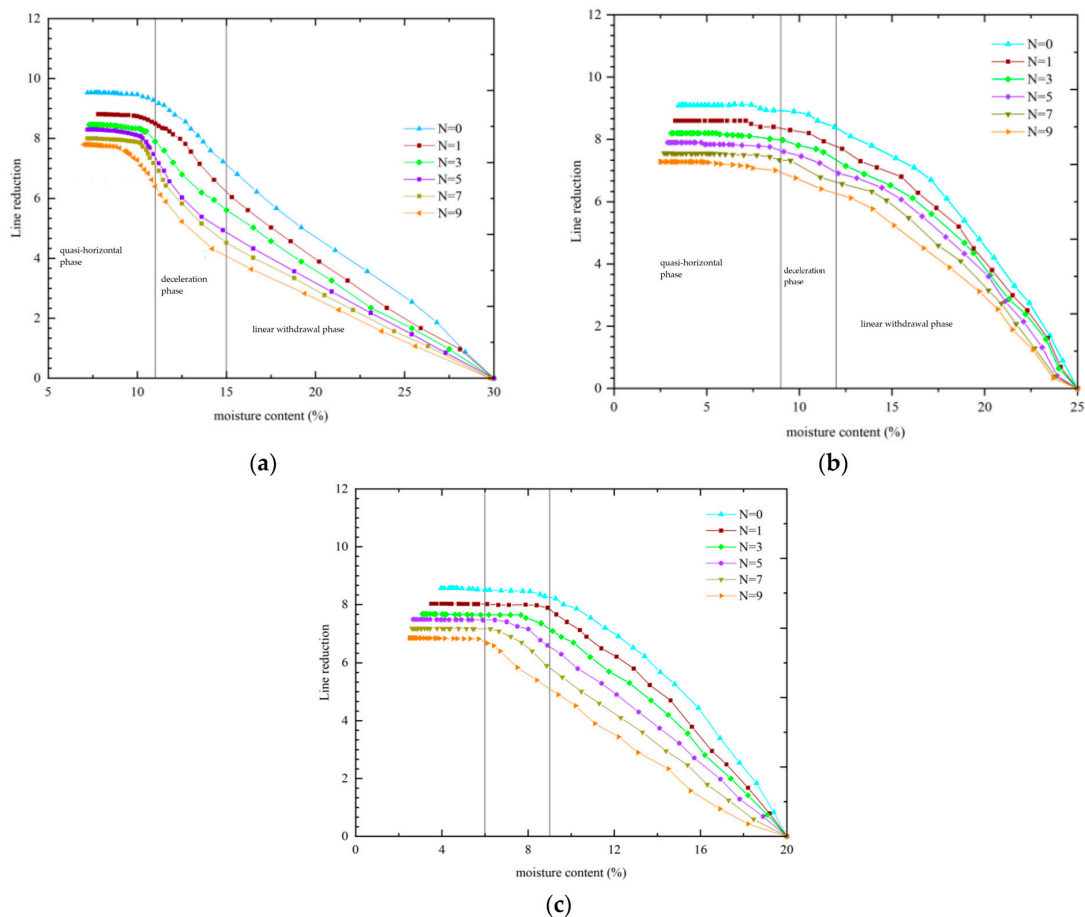 12
10
8
6
4
2
0
0
5
10
15
20
25
30
Line reduction
moisture content (%)
N=0
N=1
N=3
N=5
N=7
N=9
quasi-horizontal
phase
deceleration
phase
linear withdrawal phase
(a)
12
10
8
6
4
2
0
0
5
10
15
20
25
Line reduction
moisture content (%)
N=0
N=1
N=3
N=5
N=7
N=9
quasi-horizontal
phase
deceleration
phase
linear withdrawal phase
(b)
12
10
8
6
4
2
0
0
4
8
12
16
20
Line reduction
moisture content (%)
N=0
N=1
N=3
N=5
N=7
N=9
(c)